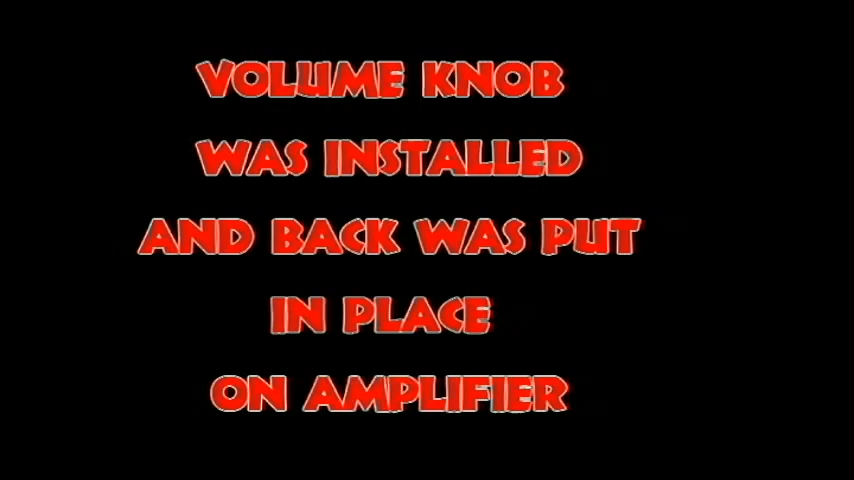 VOLUME KNOB
WAS INSTALLED
AND BACK WAS PUT
IN PLACE
ON AMPLIFIER